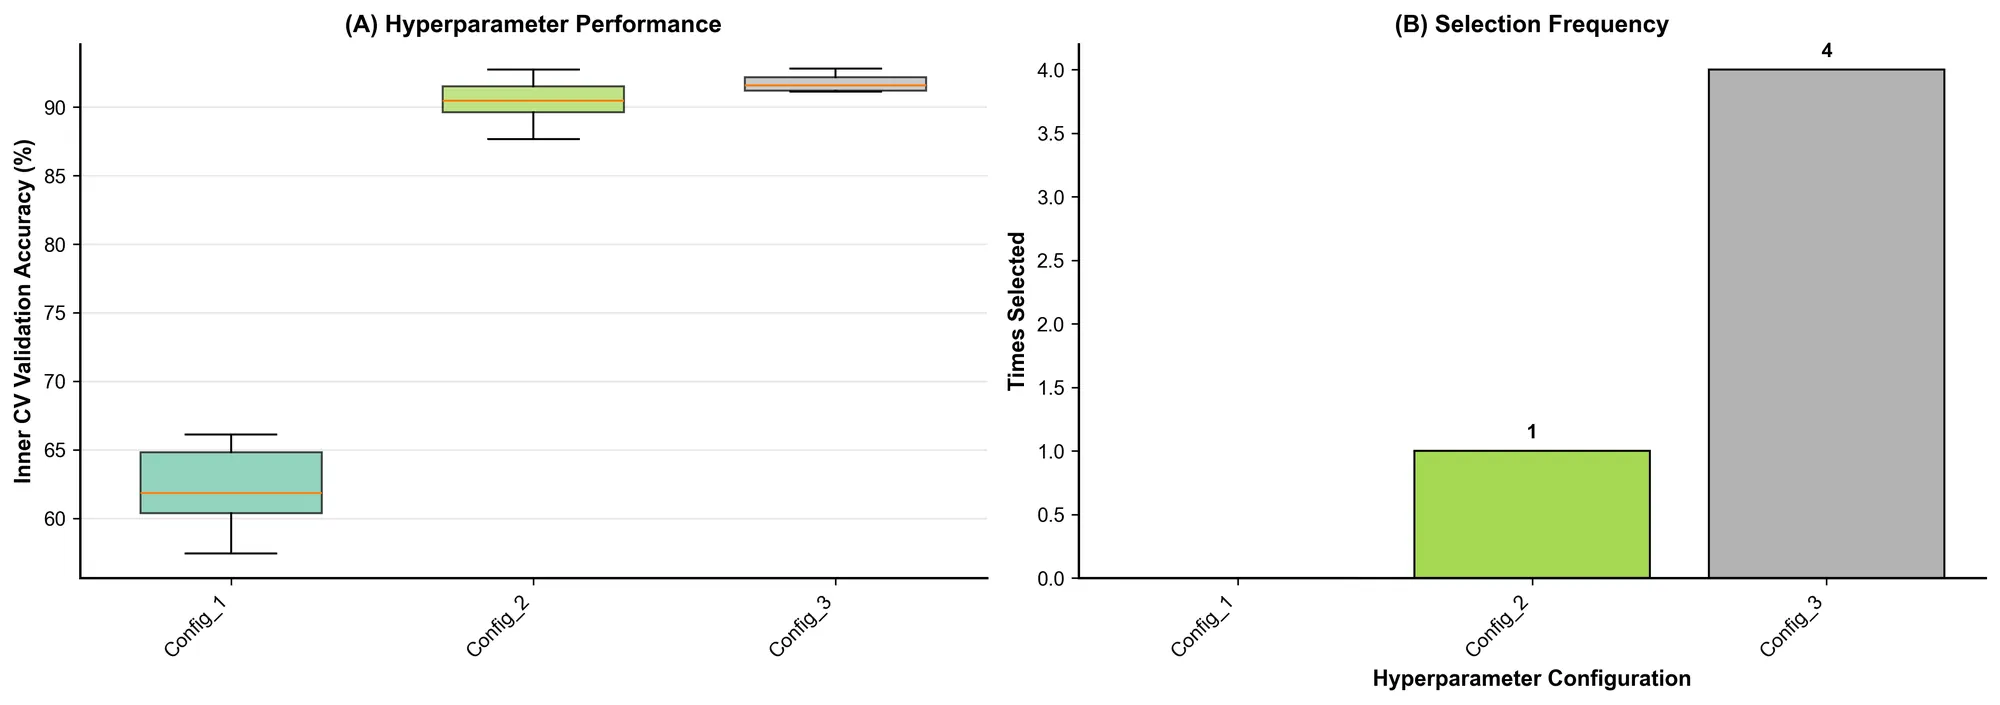 (A) Hyperparameter Performance
Inner CV Validation Accuracy (%)
90
85
80
75
70
65
60
Config_1
Config_2
Config_3
(B) Selection Frequency
Times Selected
4.0
3.5
3.0
2.5
2.0
1.5
1.0
0.5
0.0
1
4
Config_1
Config_2
Config_3
Hyperparameter Configuration